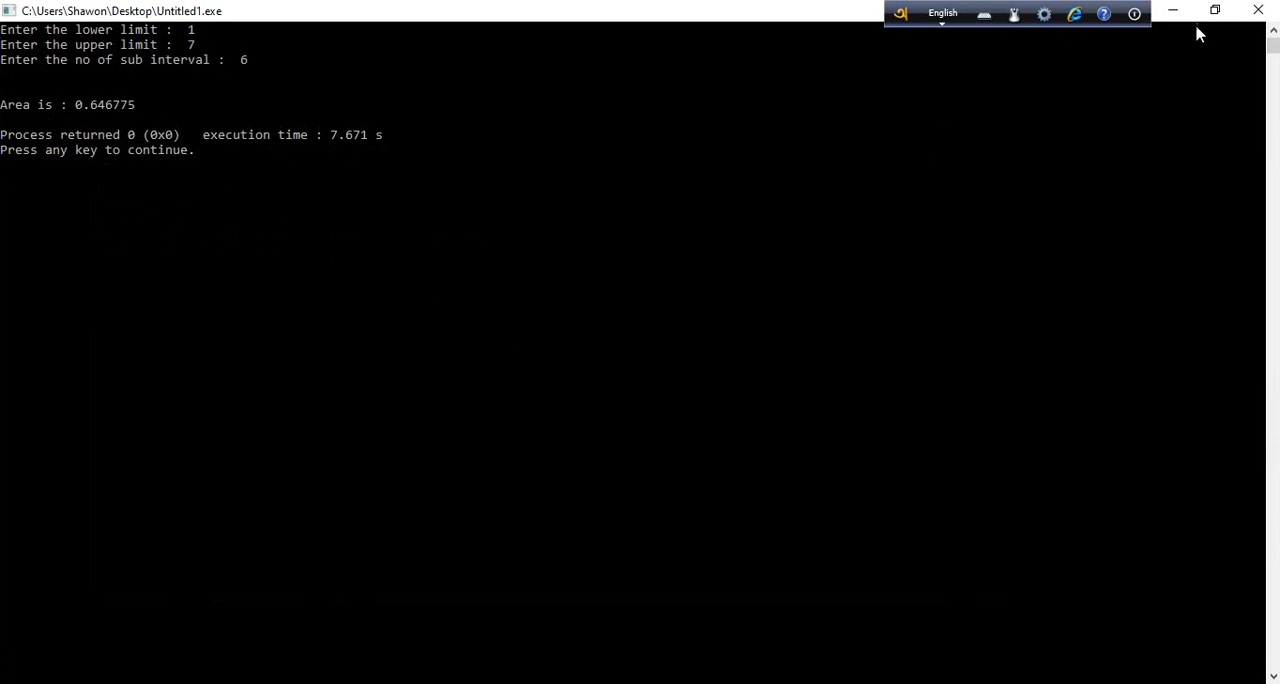 C:\Users\Shawon\Desktop\Untitled1.exe
অ English
Enter the lower limit :  1
Enter the upper limit :  7
Enter the no of sub interval :  6
Area is : 0.646775
Process returned 0 (0x0)   execution time : 7.671 s
Press any key to continue.